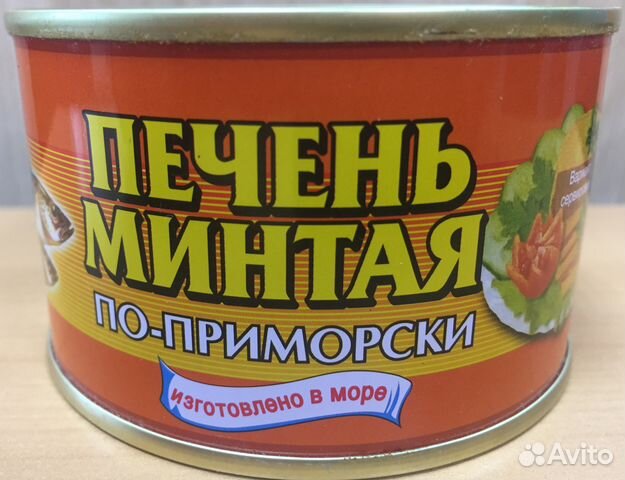 ПЕЧЕНЬ
МИНТАЯ
ПО-ПРИМОРСКИ
изготовлено в море
Avito